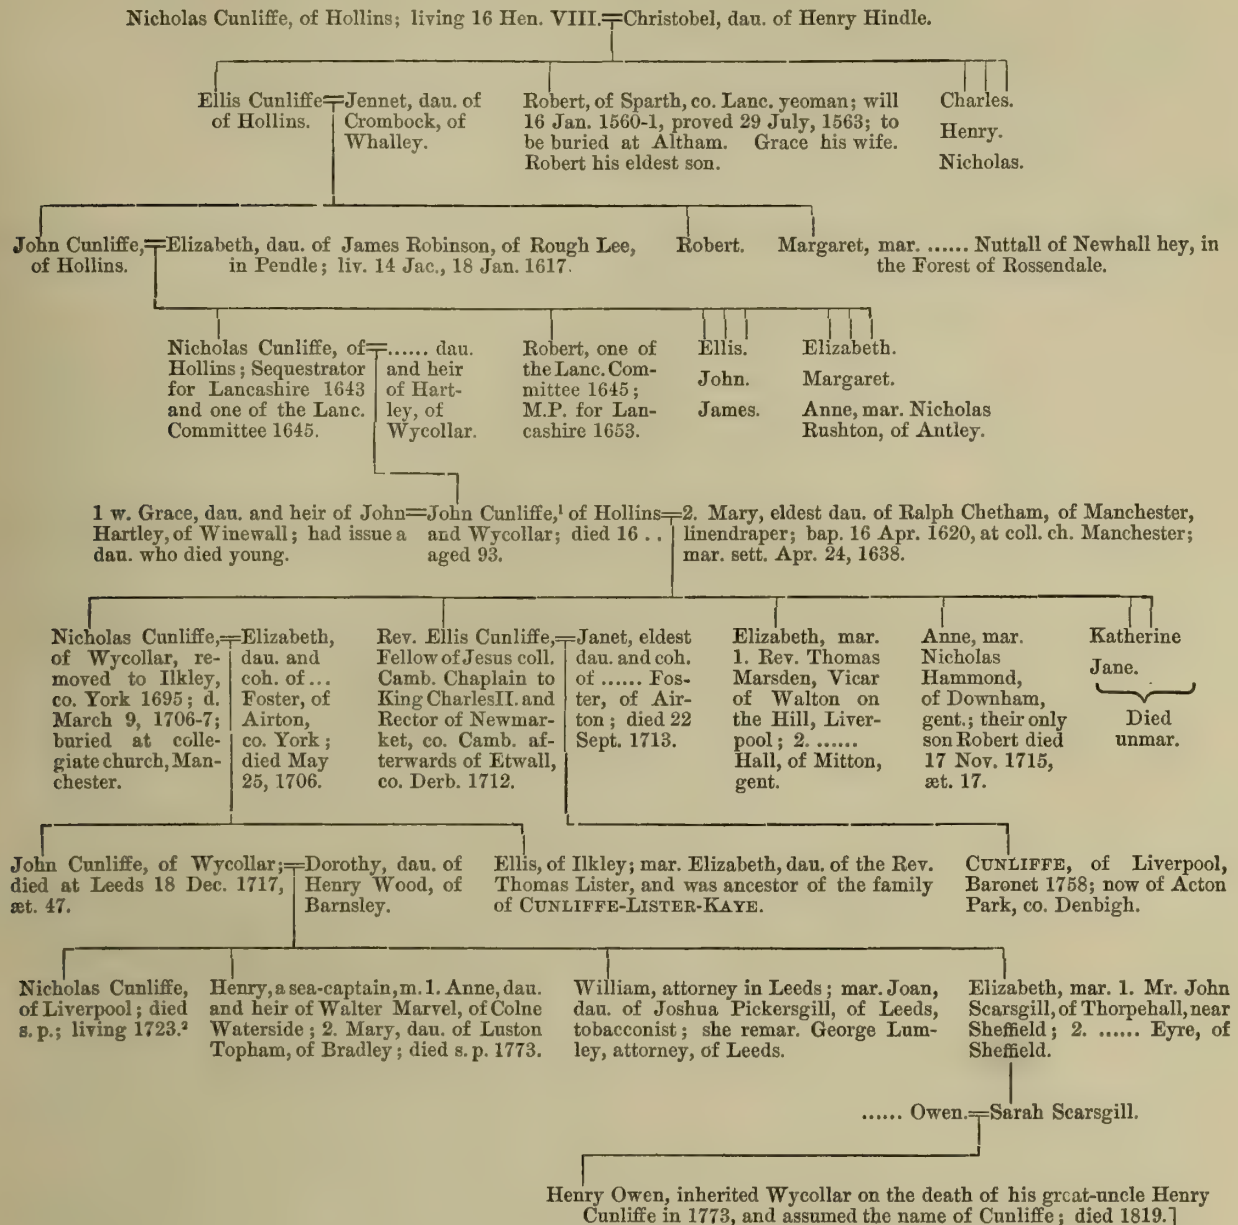 Nicholas Cunliffe, of Hollins; living 16 Hen. VIII.=Christobel, dau. of Henry Hindle.
Ellis Cunliffe=Jennet, dau. of
of Hollins. Crombock, of
Whalley.
Robert, of Sparth, co. Lanc. yeoman; will
16 Jan. 1560-1, proved 29 July, 1563; to
be buried at Altham. Grace his wife.
Robert his eldest son.
Charles.
Henry.
Nicholas.
John Cunliffe,=Elizabeth, dau. of James Robinson, of Rough Lee,
of Hollins. in Pendle; liv. 14 Jac., 18 Jan. 1617.
Robert.
Margaret, mar. ...... Nuttall of Newhall hey, in
the Forest of Rossendale.
Nicholas Cunliffe, of=...... dau.
Hollins; Sequestrator and heir
for Lancashire 1643 of Hart-
and one of the Lanc. ley, of
Committee 1645. Wycollar.
Robert, one of
the Lanc. Com-
mittee 1645;
M.P. for Lan-
cashire 1653.
Ellis.
John.
James.
Elizabeth.
Margaret.
Anne, mar. Nicholas
Rushton, of Antley.
1 w. Grace, dau. and heir of John=John Cunliffe,¹ of Hollins=2. Mary, eldest dau. of Ralph Chetham, of Manchester,
Hartley, of Winewall; had issue a and Wycollar; died 16 . . linendraper; bap. 16 Apr. 1620, at coll. ch. Manchester;
dau. who died young. aged 93. mar. sett. Apr. 24, 1638.
Nicholas Cunliffe,=Elizabeth,
of Wycollar, re- dau. and
moved to Ilkley, coh. of ...
co. York 1695; d. Foster, of
March 9, 1706-7; Airton,
buried at colle- co. York;
giate church, Man- died May
chester. 25, 1706.
Rev. Ellis Cunliffe,=Janet, eldest
Fellow of Jesus coll. dau. and coh.
Camb. Chaplain to of ...... Fos-
King Charles II. and ter, of Air-
Rector of Newmar- ton; died 22
ket, co. Camb. af- Sept. 1713.
terwards of Etwall,
co. Derb. 1712.
Elizabeth, mar.
1. Rev. Thomas
Marsden, Vicar
of Walton on
the Hill, Liver-
pool; 2. ......
Hall, of Mitton,
gent.
Anne, mar.
Nicholas
Hammond,
of Downham,
gent.; their only
son Robert died
17 Nov. 1715,
æt. 17.
Katherine
Jane.
Died
unmar.
John Cunliffe, of Wycollar;=Dorothy, dau. of
died at Leeds 18 Dec. 1717, Henry Wood, of
æt. 47. Barnsley.
Ellis, of Ilkley; mar. Elizabeth, dau. of the Rev.
Thomas Lister, and was ancestor of the family
of CUNLIFFE-LISTER-KAYE.
CUNLIFFE, of Liverpool,
Baronet 1758; now of Acton
Park, co. Denbigh.
Nicholas Cunliffe,
of Liverpool; died
s. p.; living 1723.²
Henry, a sea-captain, m. 1. Anne, dau.
and heir of Walter Marvel, of Colne
Waterside; 2. Mary, dau. of Luston
Topham, of Bradley; died s. p. 1773.
William, attorney in Leeds; mar. Joan,
dau. of Joshua Pickersgill, of Leeds,
tobacconist; she remar. George Lum-
ley, attorney, of Leeds.
Elizabeth, mar. 1. Mr. John
Scarsgill, of Thorpehall, near
Sheffield; 2. ...... Eyre, of
Sheffield.
...... Owen.=Sarah Scarsgill.
Henry Owen, inherited Wycollar on the death of his great-uncle Henry
Cunliffe in 1773, and assumed the name of Cunliffe; died 1819.]